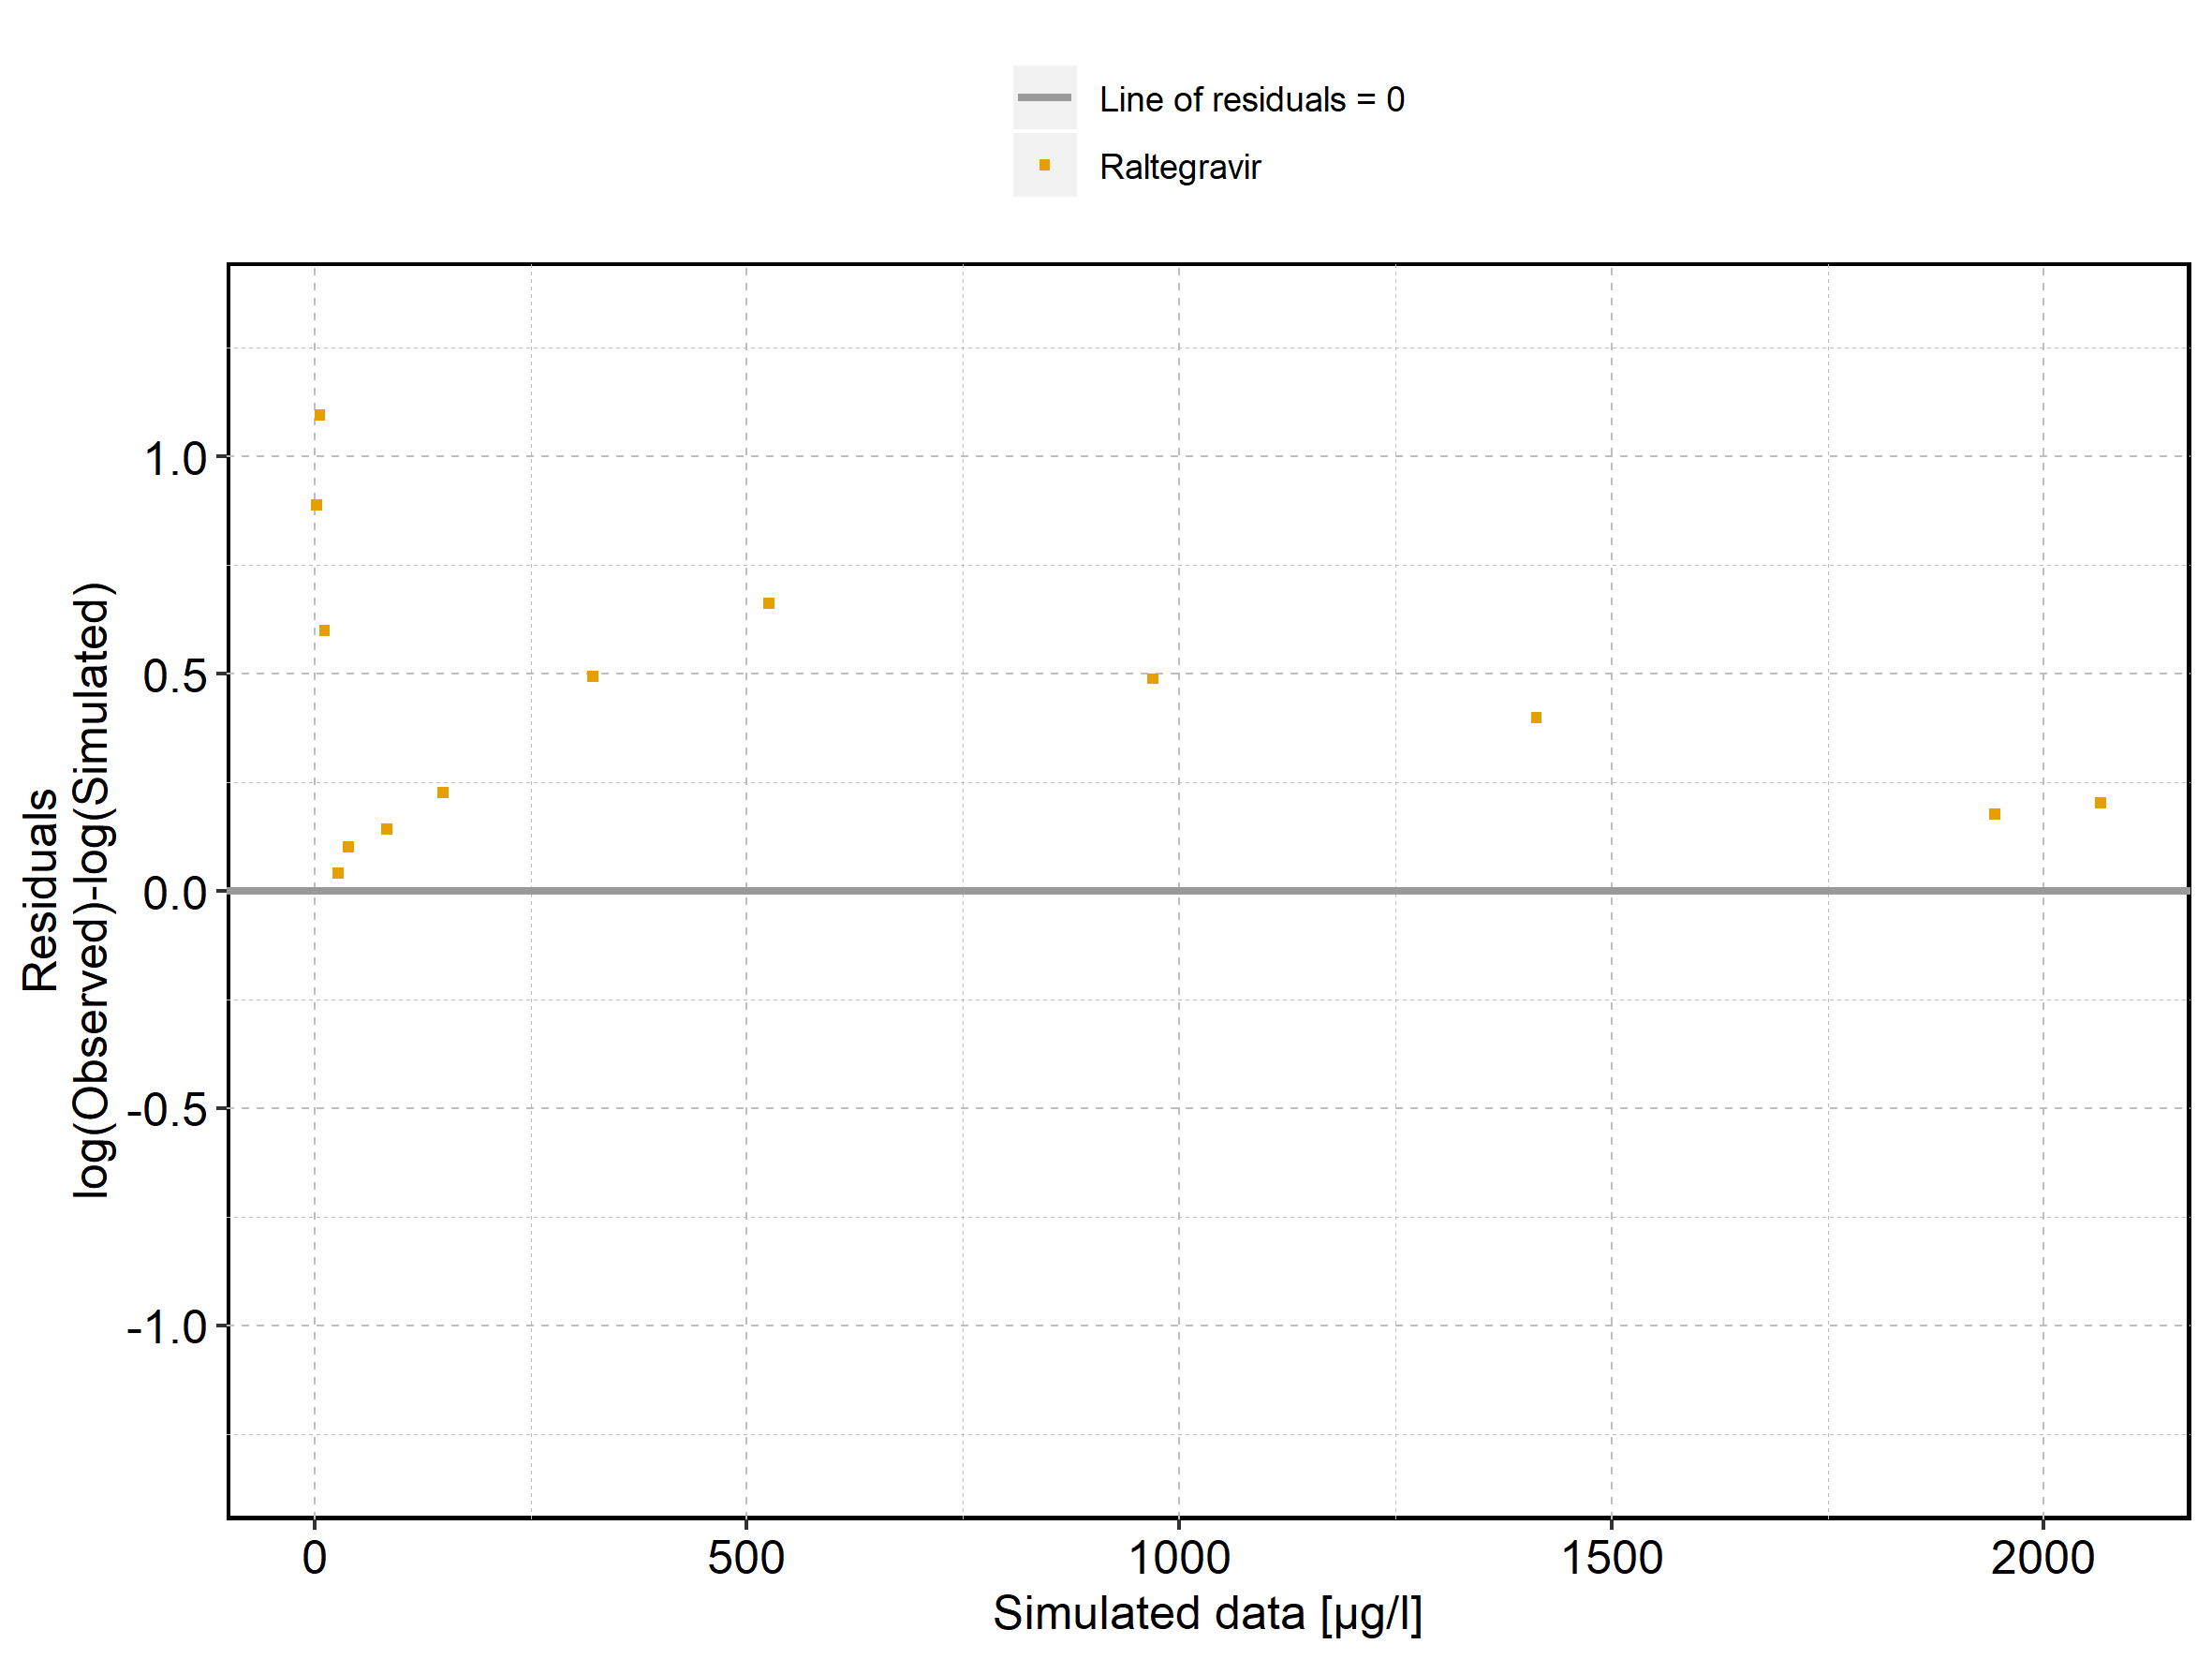 Line of residuals = 0
Raltegravir
Residuals
log(Observed)-log(Simulated)
1.0
0.5
0.0
-0.5
-1.0
0 500 1000 1500 2000
Simulated data [µg/l]